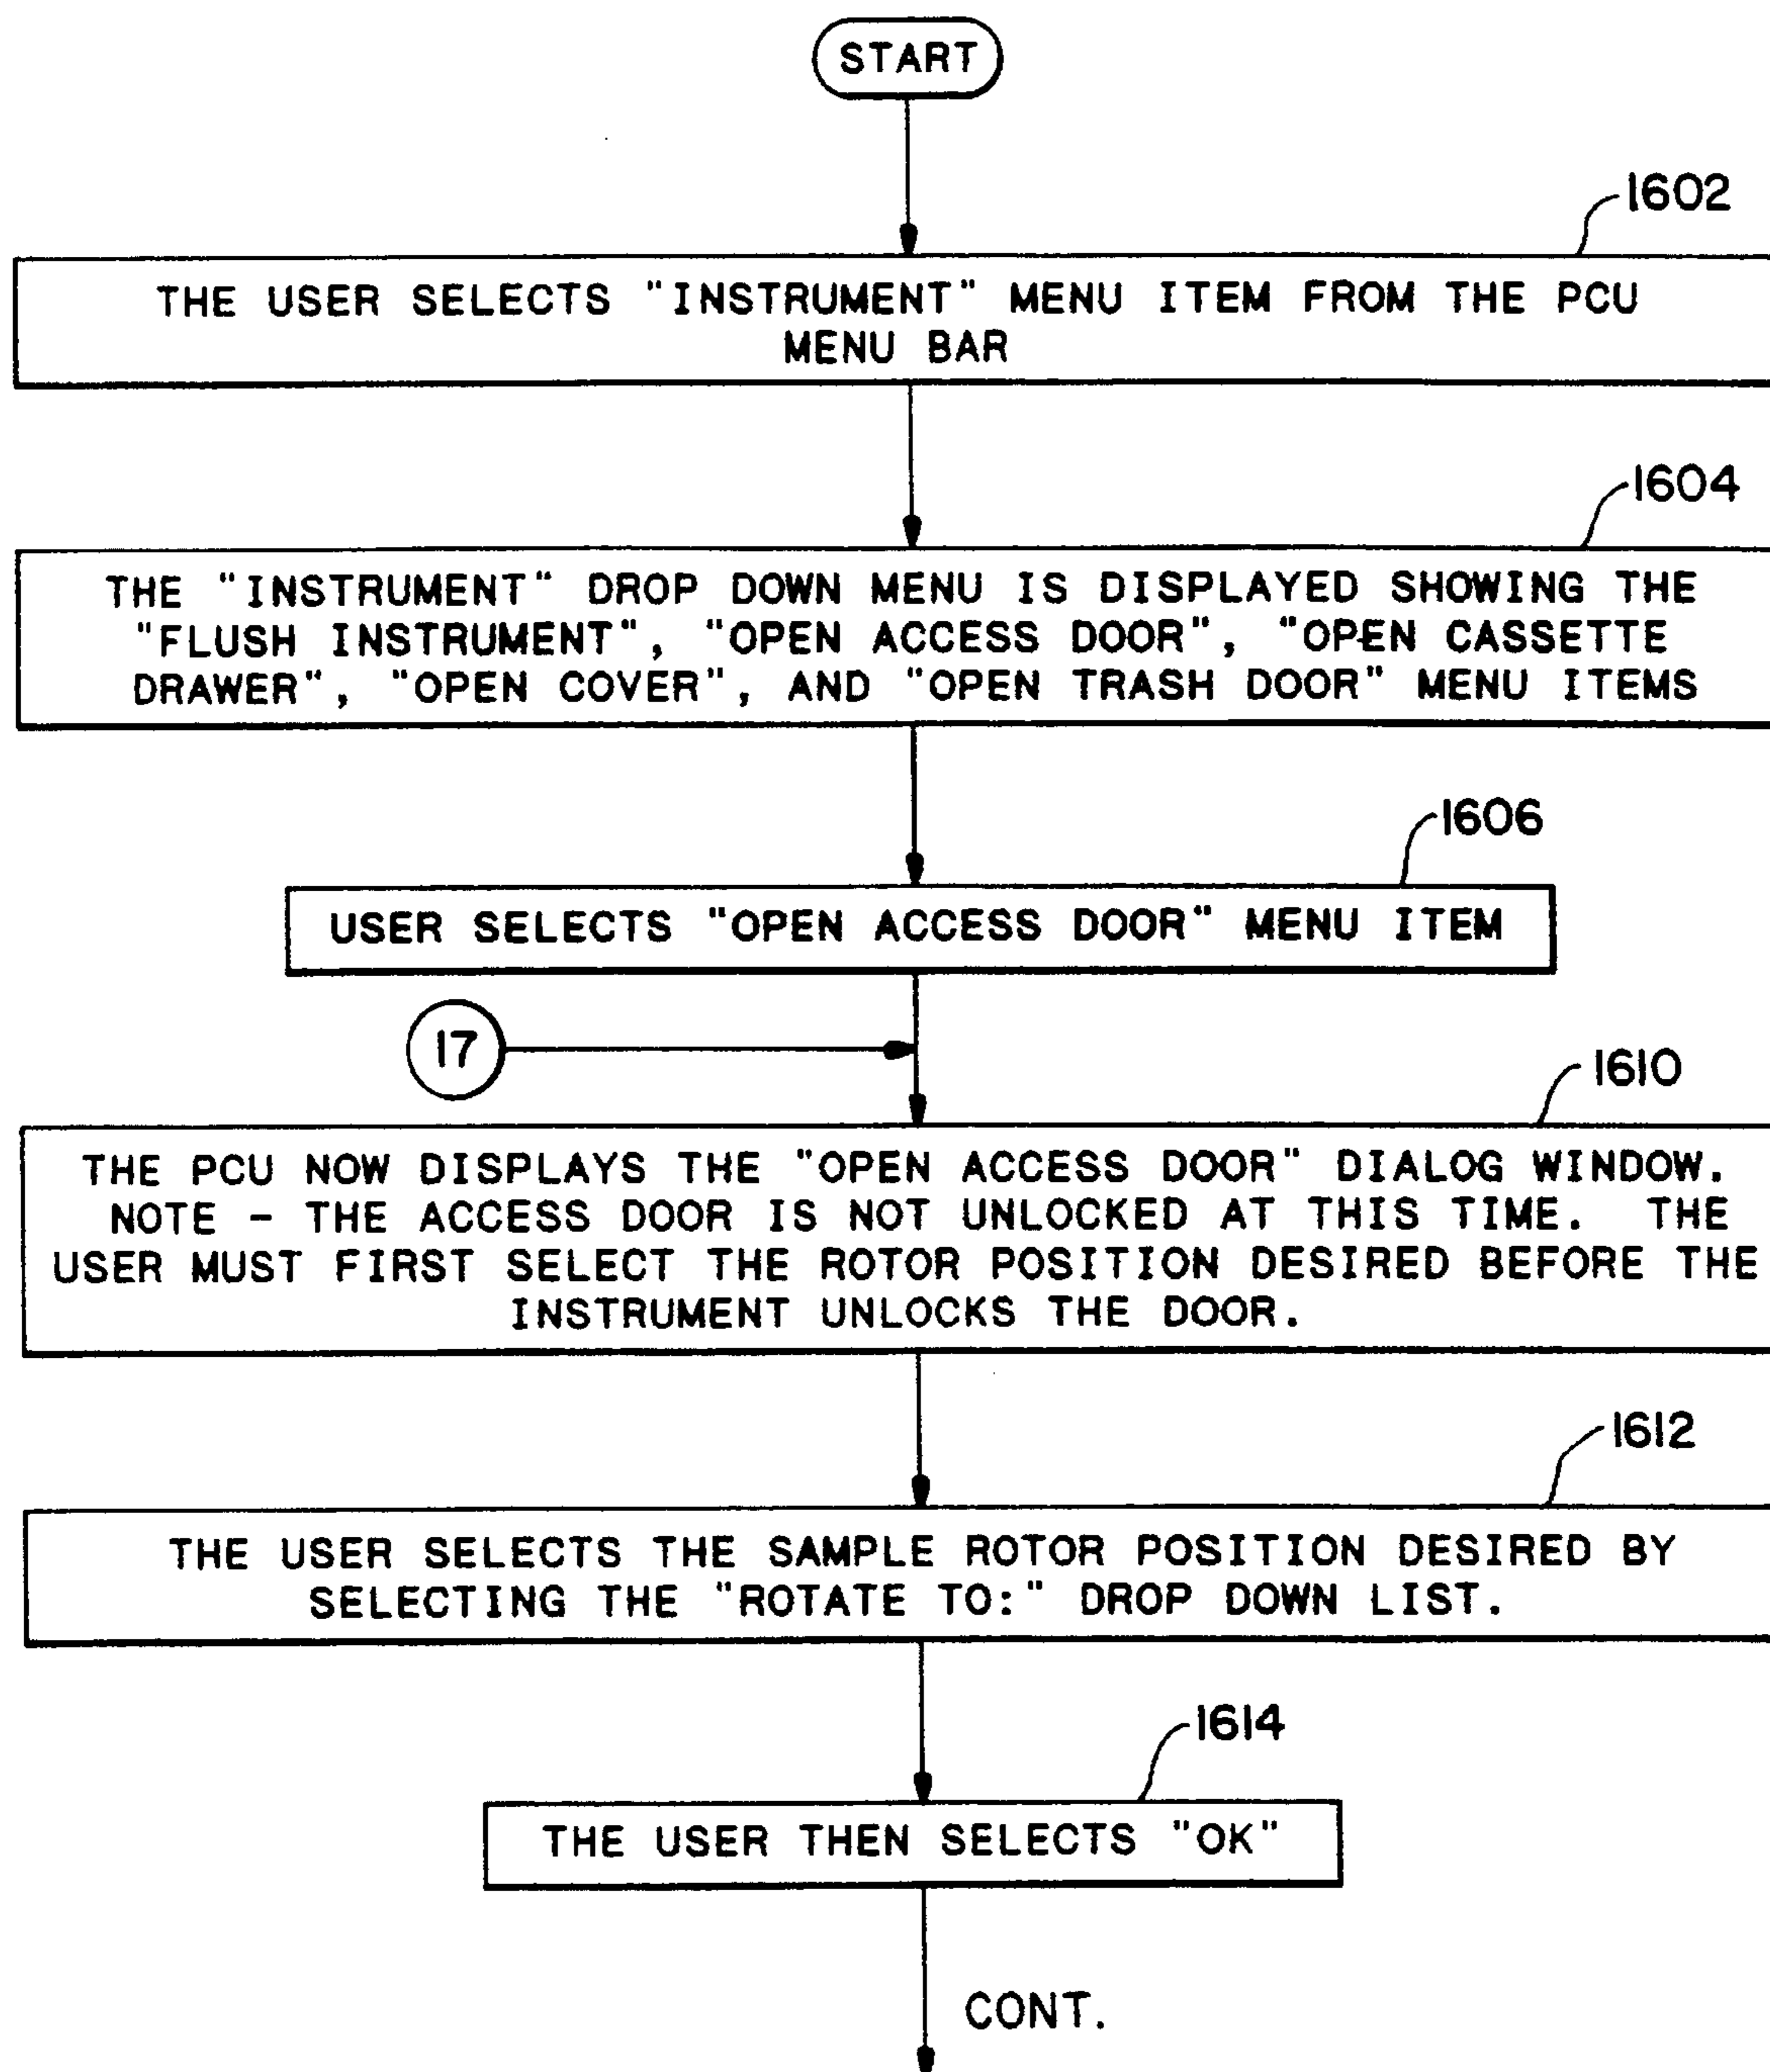 START
1602
THE USER SELECTS "INSTRUMENT" MENU ITEM FROM THE PCU
MENU BAR
1604
THE "INSTRUMENT" DROP DOWN MENU IS DISPLAYED SHOWING THE
"FLUSH INSTRUMENT", "OPEN ACCESS DOOR", "OPEN CASSETTE
DRAWER", "OPEN COVER", AND "OPEN TRASH DOOR" MENU ITEMS
1606
USER SELECTS "OPEN ACCESS DOOR" MENU ITEM
17
1610
THE PCU NOW DISPLAYS THE "OPEN ACCESS DOOR" DIALOG WINDOW.
NOTE - THE ACCESS DOOR IS NOT UNLOCKED AT THIS TIME. THE
USER MUST FIRST SELECT THE ROTOR POSITION DESIRED BEFORE THE
INSTRUMENT UNLOCKS THE DOOR.
1612
THE USER SELECTS THE SAMPLE ROTOR POSITION DESIRED BY
SELECTING THE "ROTATE TO:" DROP DOWN LIST.
1614
THE USER THEN SELECTS "OK"
CONT.